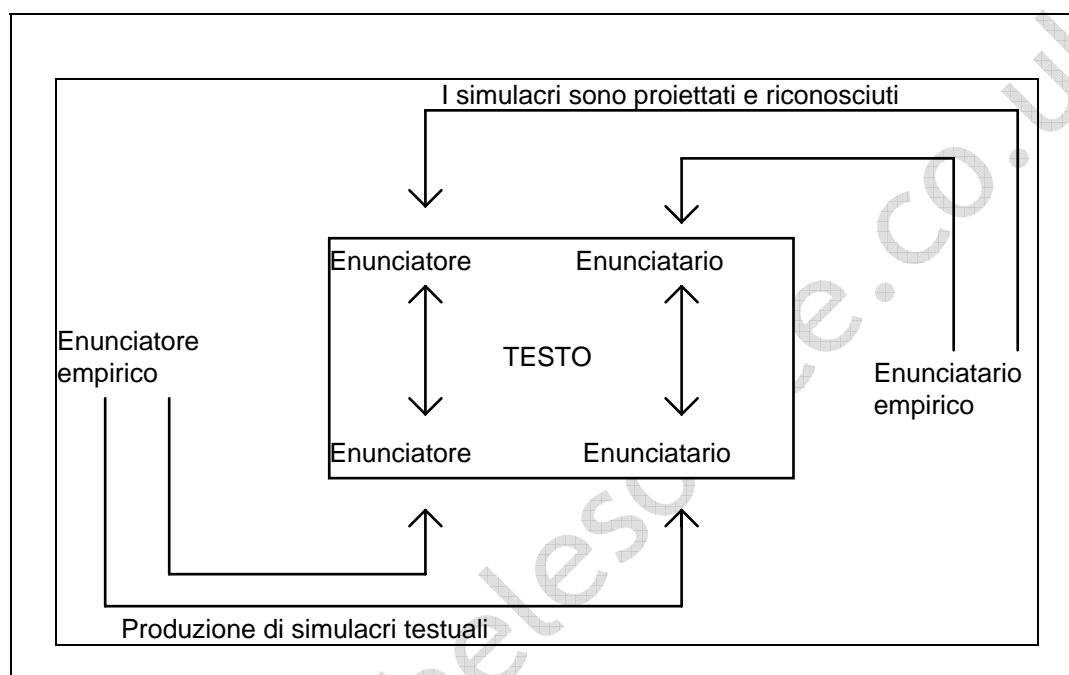 I simulacri sono proiettati e riconosciuti
Enunciatore Enunciatario
Enunciatore
empirico
TESTO
Enunciatario
empirico
Enunciatore Enunciatario
Produzione di simulacri testuali